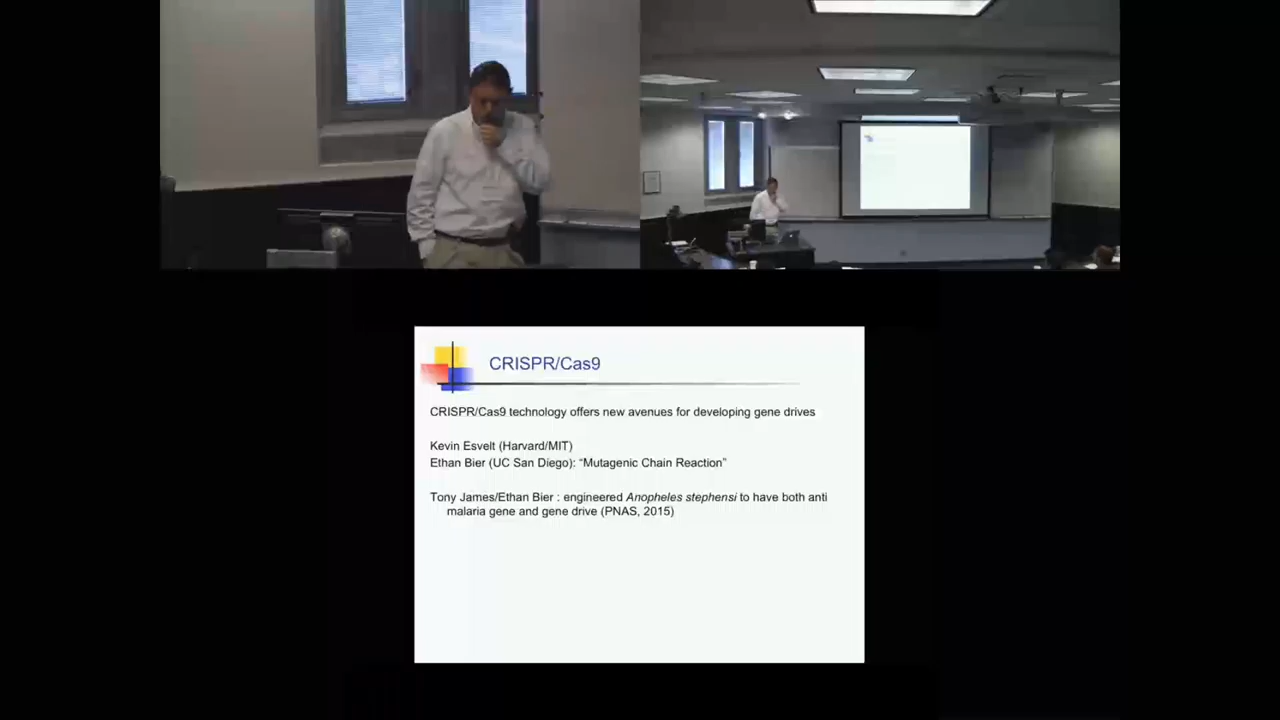 CRISPR/Cas9
CRISPR/Cas9 technology offers new avenues for developing gene drives
Kevin Esvelt (Harvard/MIT)
Ethan Bier (UC San Diego): “Mutagenic Chain Reaction”
Tony James/Ethan Bier : engineered Anopheles stephensi to have both anti
malaria gene and gene drive (PNAS, 2015)